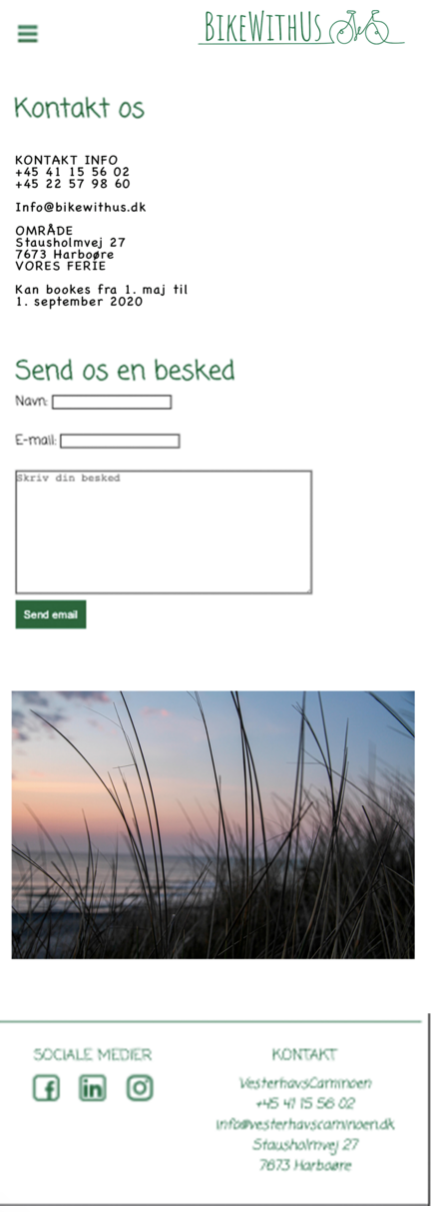 BIKEWITHUS
Kontakt os
KONTAKT INFO
+45 41 15 56 02
+45 22 57 98 60
Info@bikewithus.dk
OMRÅDE
Stausholmvej 27
7673 Harboøre
VORES FERIE
Kan bookes fra 1. maj til
1. september 2020
Send os en besked
Navn:
E-mail:
Skriv din besked
Send email
SOCIALE MEDIER
KONTAKT
VesterhavsCaminoen
+45 41 15 56 02
info@vesterhavscaminoen.dk
Stausholmvej 27
7673 Harboøre